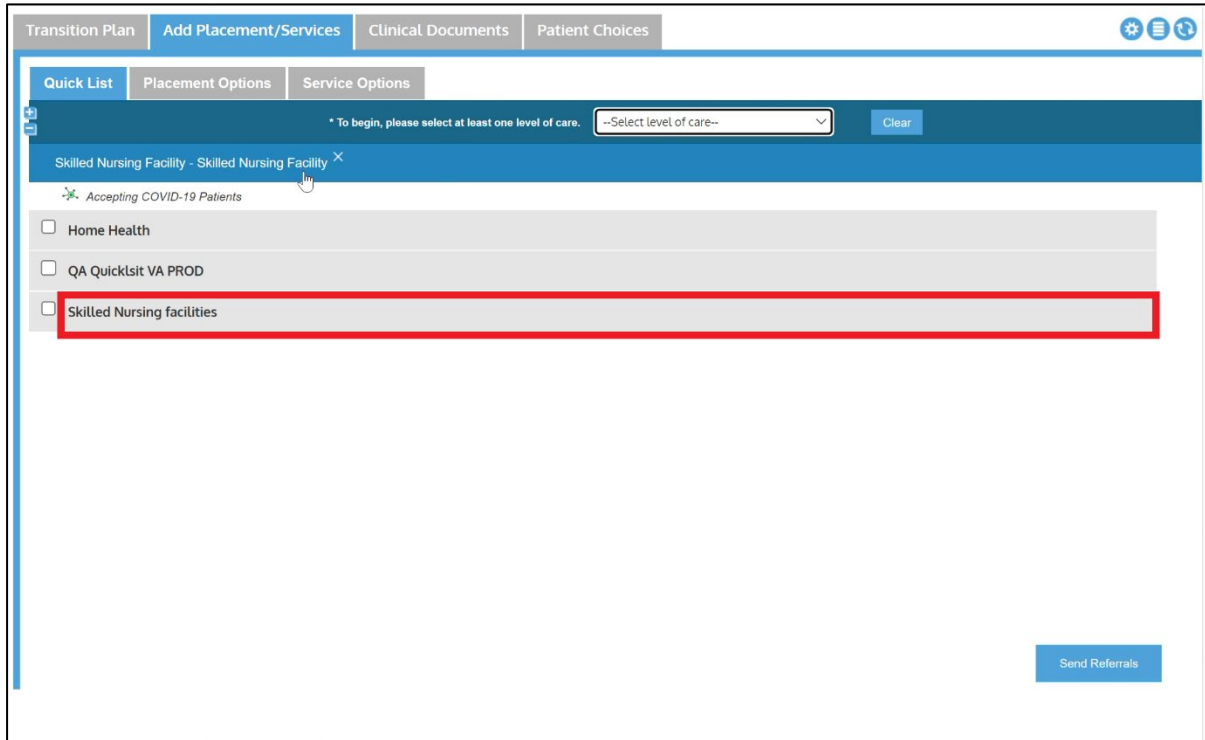 Transition Plan Add Placement/Services Clinical Documents Patient Choices
Quick List Placement Options Service Options
* To begin, please select at least one level of care. --Select level of care-- Clear
Skilled Nursing Facility - Skilled Nursing Facility ×
Accepting COVID-19 Patients
Home Health
QA Quicklsit VA PROD
Skilled Nursing facilities
Send Referrals